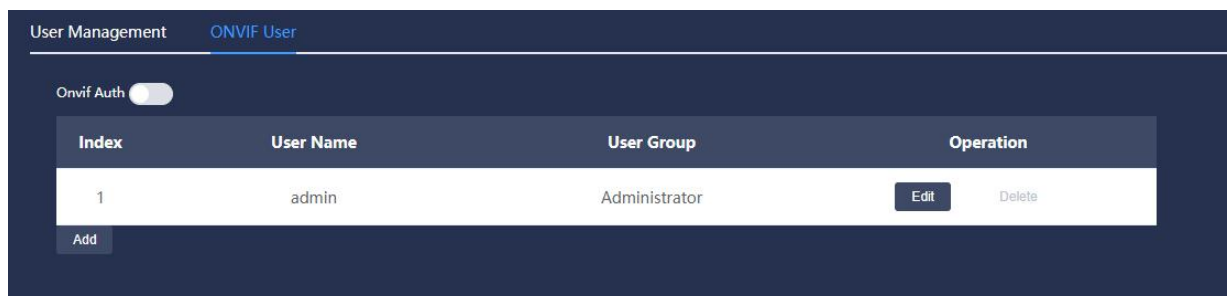 User Management ONVIF User
Onvif Auth
Index User Name User Group Operation
1 admin Administrator Edit Delete
Add